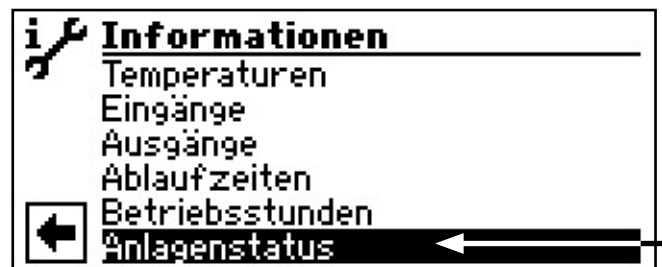 Informationen
Temperaturen
Eingänge
Ausgänge
Ablaufzeiten
Betriebsstunden
Anlagenstatus